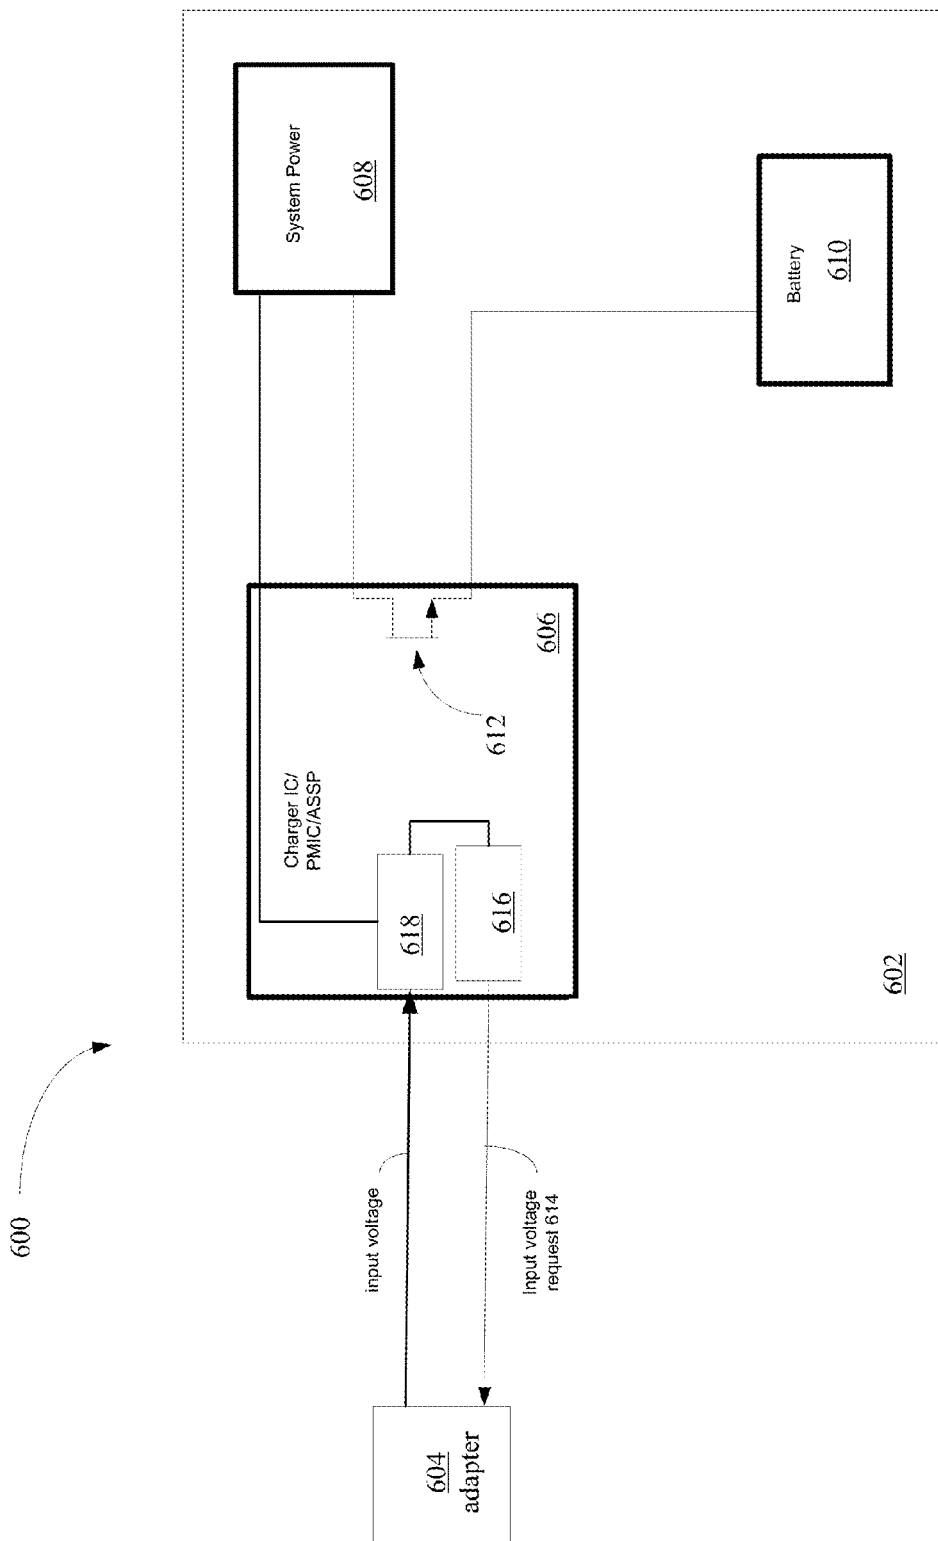 600
604
adapter
input voltage
Input voltage
request 614
602
Charger IC/
PMIC/ASSP
618
616
612
606
System Power
608
Battery
610